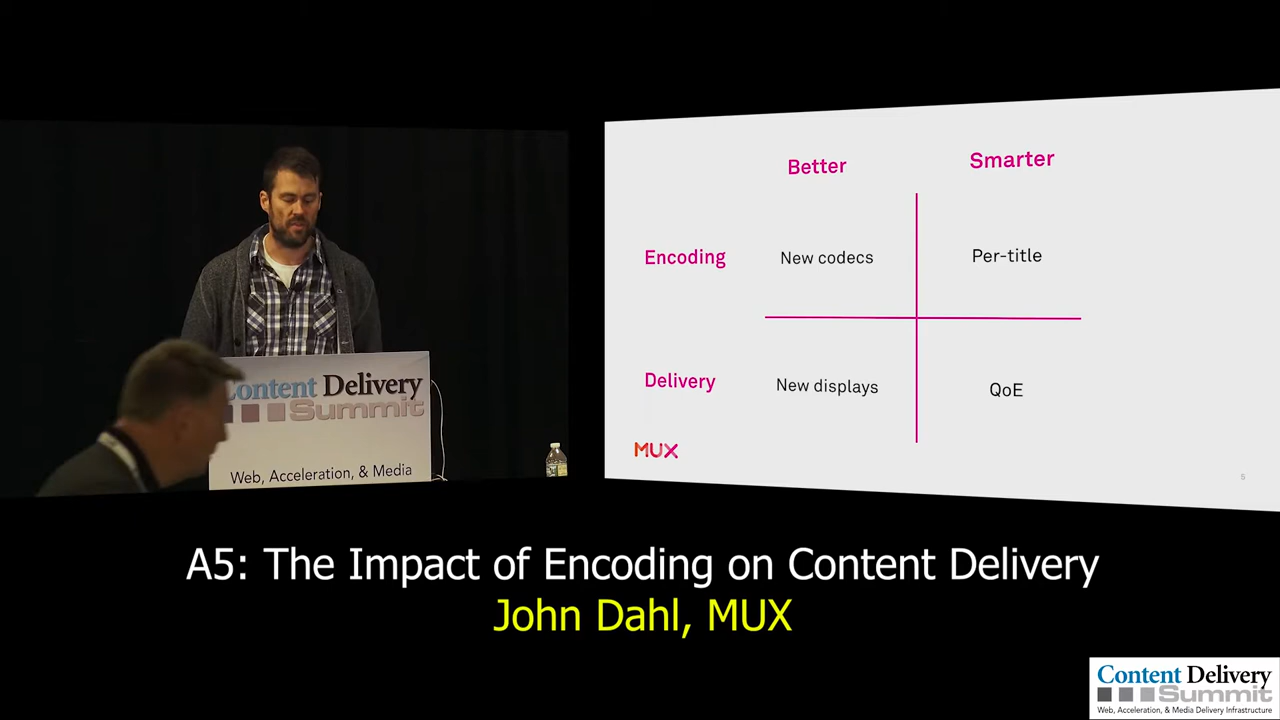 Better
Smarter
Encoding
New codecs
Per-title
Delivery
New displays
QoE
MUX
5
Content Delivery
Summit
Web, Acceleration, & Media
A5: The Impact of Encoding on Content Delivery
John Dahl, MUX
Content Delivery
Summit
Web, Acceleration, & Media Delivery Infrastructure